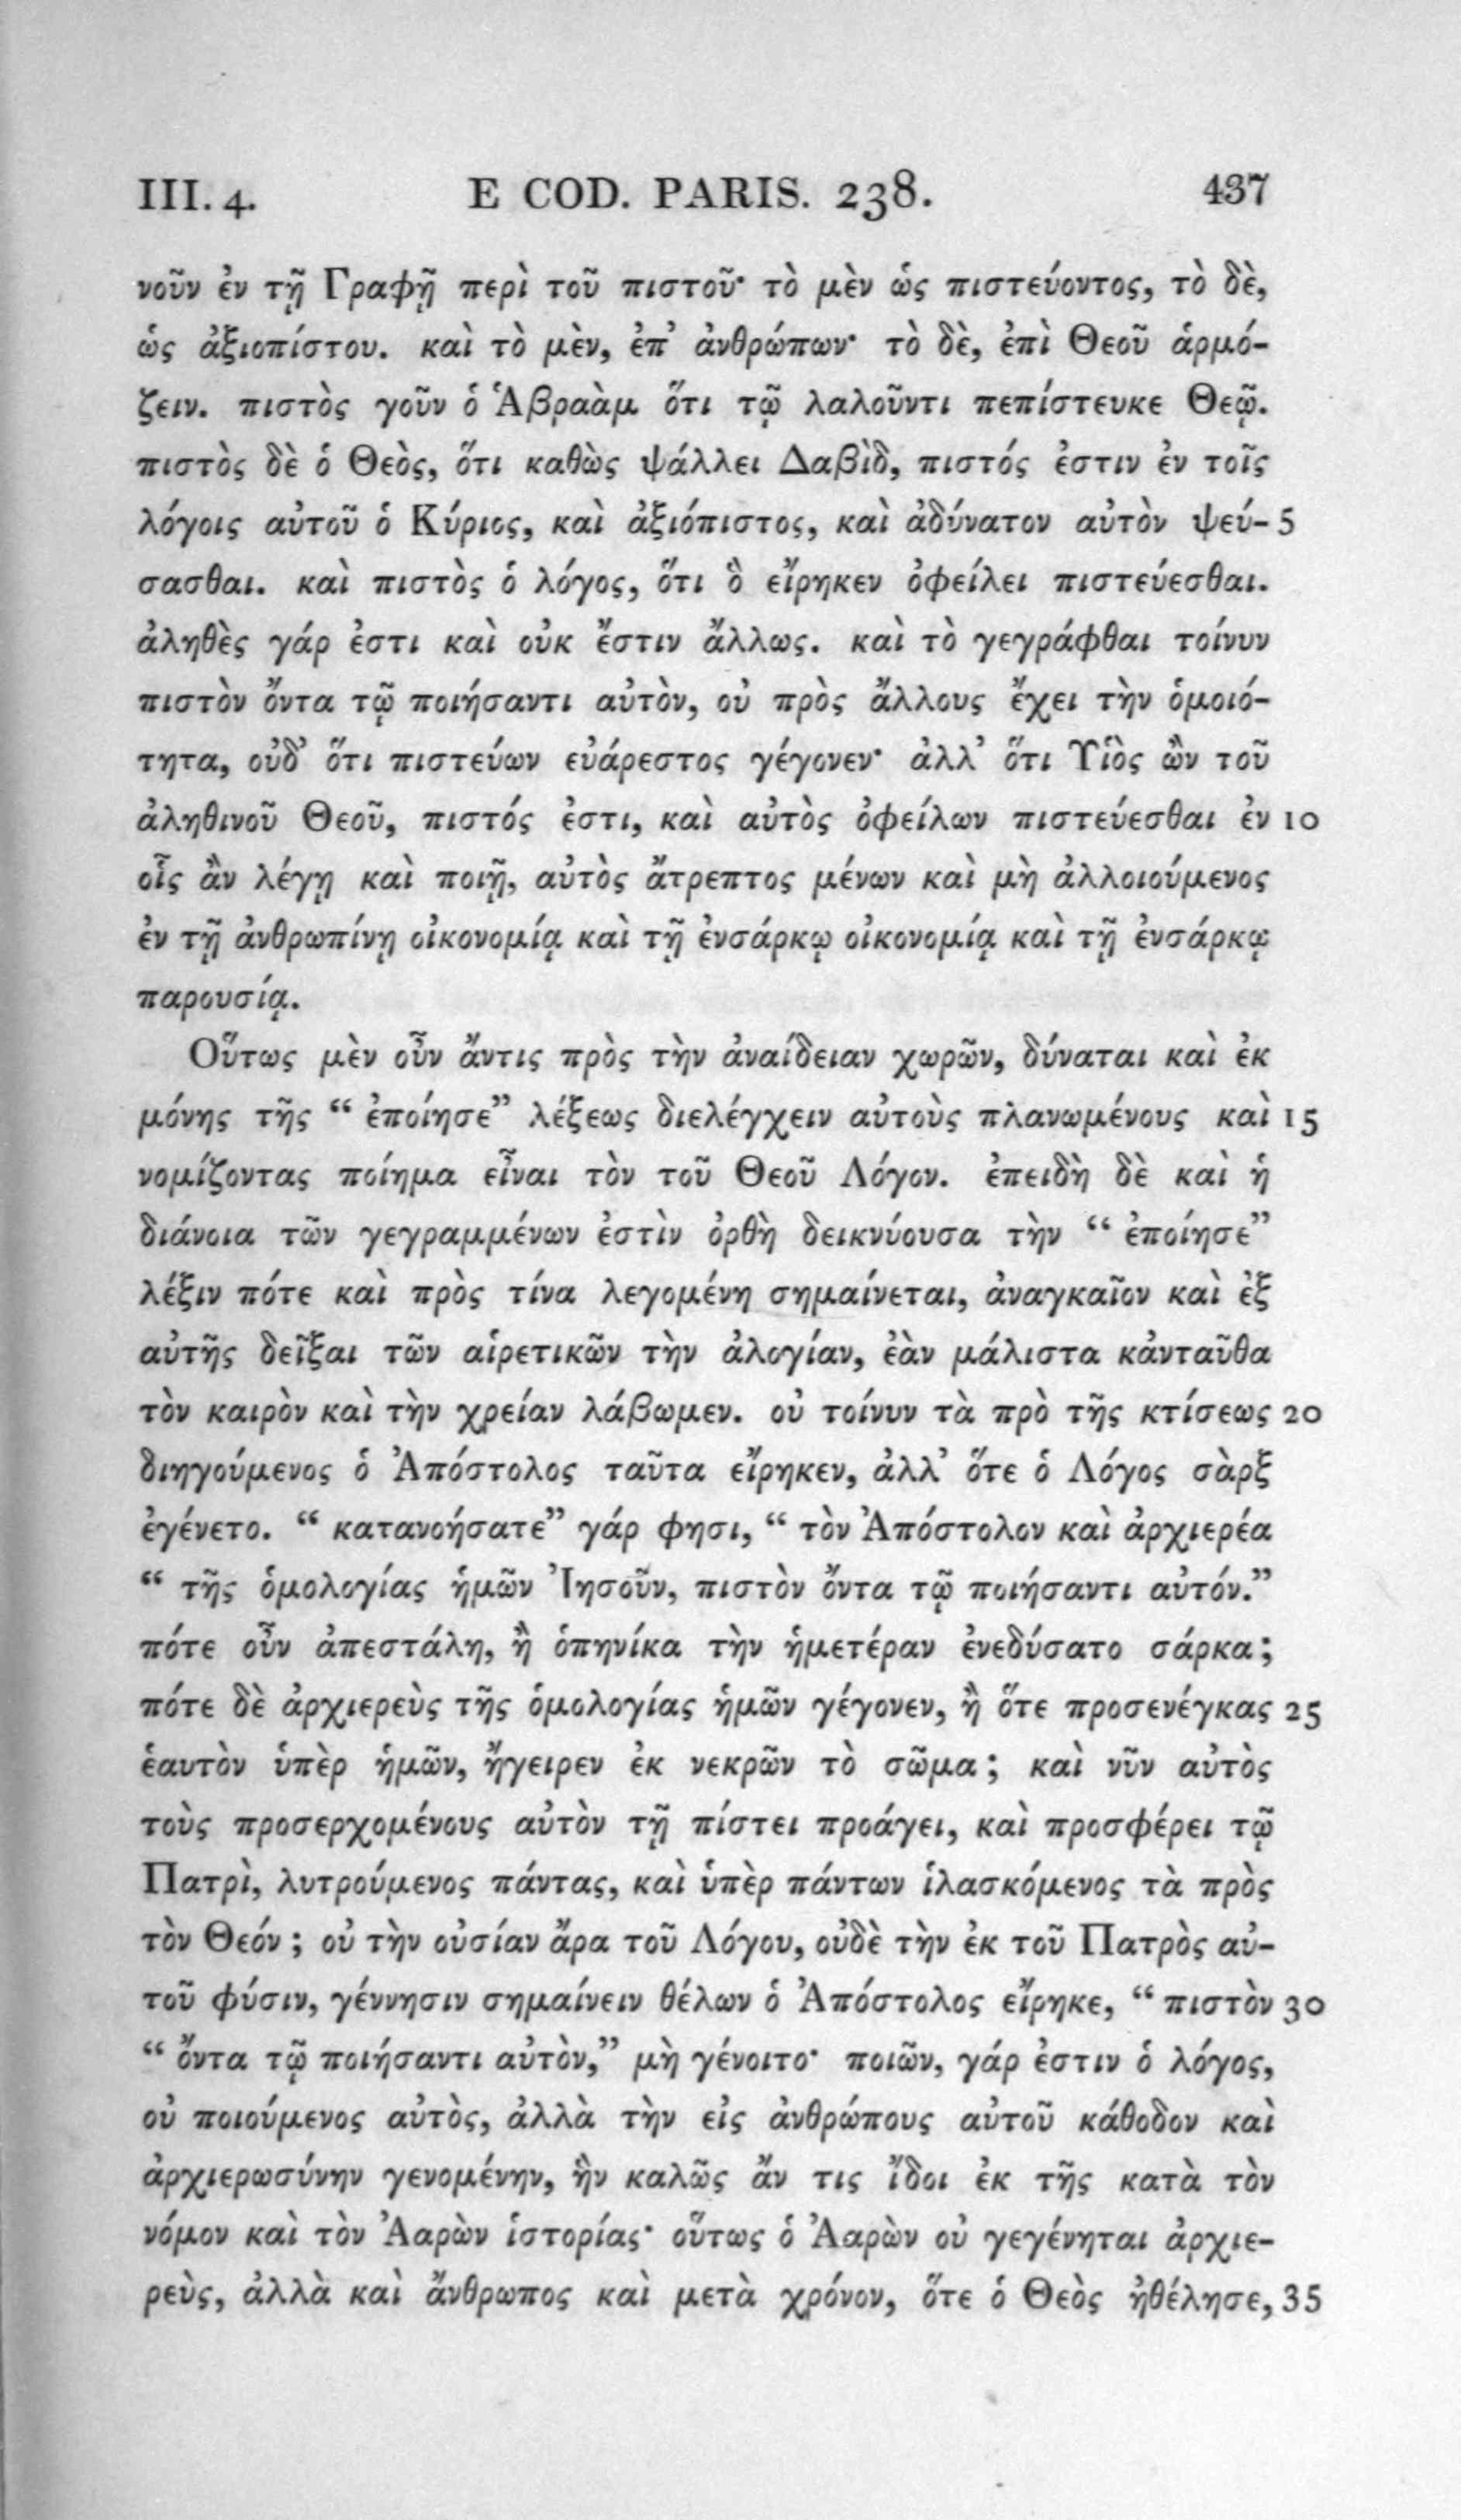 III. 4. E COD. PARIS. 238. 437
νοῦν ἐν τῇ Γραφῇ περὶ τοῦ πιστοῦ· τὸ μὲν ὡς πιστεύοντος, τὸ δὲ,
ὡς ἀξιοπίστου. καὶ τὸ μὲν, ἐπ’ ἀνθρώπων· τὸ δὲ, ἐπὶ Θεοῦ ἁρμό-
ζειν. πιστὸς γοῦν ὁ Ἁβραὰμ ὅτι τῷ λαλοῦντι πεπίστευκε Θεῷ.
πιστὸς δὲ ὁ Θεὸς, ὅτι καθὼς ψάλλει Δαβὶδ, πιστός ἐστιν ἐν τοῖς
λόγοις αὐτοῦ ὁ Κύριος, καὶ ἀξιόπιστος, καὶ ἀδύνατον αὐτὸν ψεύ- 5
σασθαι. καὶ πιστὸς ὁ λόγος, ὅτι ὃ εἴρηκεν ὀφείλει πιστεύεσθαι.
ἀληθὲς γάρ ἐστι καὶ οὐκ ἔστιν ἄλλως. καὶ τὸ γεγράφθαι τοίνυν
πιστὸν ὄντα τῷ ποιήσαντι αὐτὸν, οὐ πρὸς ἄλλους ἔχει τὴν ὁμοιό-
τητα, οὐδ’ ὅτι πιστεύων εὐάρεστος γέγονεν· ἀλλ’ ὅτι Υἱὸς ὢν τοῦ
ἀληθινοῦ Θεοῦ, πιστός ἐστι, καὶ αὐτὸς ὀφείλων πιστεύεσθαι ἐν 10
οἷς ἂν λέγῃ καὶ ποιῇ, αὐτὸς ἄτρεπτος μένων καὶ μὴ ἀλλοιούμενος
ἐν τῇ ἀνθρωπίνῃ οἰκονομίᾳ καὶ τῇ ἐνσάρκῳ οἰκονομίᾳ καὶ τῇ ἐνσάρκῳ
παρουσίᾳ.
Οὕτως μὲν οὖν ἄντις πρὸς τὴν ἀναίδειαν χωρῶν, δύναται καὶ ἐκ
μόνης τῆς “ ἐποίησε” λέξεως διελέγχειν αὐτοὺς πλανωμένους καὶ 15
νομίζοντας ποίημα εἶναι τὸν τοῦ Θεοῦ Λόγον. ἐπειδὴ δὲ καὶ ἡ
διάνοια τῶν γεγραμμένων ἐστὶν ὀρθὴ δεικνύουσα τὴν “ ἐποίησε”
λέξιν πότε καὶ πρὸς τίνα λεγομένη σημαίνεται, ἀναγκαῖον καὶ ἐξ
αὐτῆς δεῖξαι τῶν αἱρετικῶν τὴν ἀλογίαν, ἐὰν μάλιστα κἀνταῦθα
τὸν καιρὸν καὶ τὴν χρείαν λάβωμεν. οὐ τοίνυν τὰ πρὸ τῆς κτίσεως 20
διηγούμενος ὁ Ἀπόστολος ταῦτα εἴρηκεν, ἀλλ’ ὅτε ὁ Λόγος σὰρξ
ἐγένετο. “ κατανοήσατε” γάρ φησι, “ τὸν Ἀπόστολον καὶ ἀρχιερέα
“ τῆς ὁμολογίας ἡμῶν Ἰησοῦν, πιστὸν ὄντα τῷ ποιήσαντι αὐτόν.”
πότε οὖν ἀπεστάλη, ἢ ὁπηνίκα τὴν ἡμετέραν ἐνεδύσατο σάρκα;
πότε δὲ ἀρχιερεὺς τῆς ὁμολογίας ἡμῶν γέγονεν, ἢ ὅτε προσενέγκας 25
ἑαυτὸν ὑπὲρ ἡμῶν, ἤγειρεν ἐκ νεκρῶν τὸ σῶμα; καὶ νῦν αὐτὸς
τοὺς προσερχομένους αὐτὸν τῇ πίστει προάγει, καὶ προσφέρει τῷ
Πατρὶ, λυτρούμενος πάντας, καὶ ὑπὲρ πάντων ἱλασκόμενος τὰ πρὸς
τὸν Θεόν; οὐ τὴν οὐσίαν ἄρα τοῦ Λόγου, οὐδὲ τὴν ἐκ τοῦ Πατρὸς αὐ-
τοῦ φύσιν, γέννησιν σημαίνειν θέλων ὁ Ἀπόστολος εἴρηκε, “ πιστὸν 30
“ ὄντα τῷ ποιήσαντι αὐτὸν,” μὴ γένοιτο· ποιῶν, γάρ ἐστιν ὁ λόγος,
οὐ ποιούμενος αὐτὸς, ἀλλὰ τὴν εἰς ἀνθρώπους αὐτοῦ κάθοδον καὶ
ἀρχιερωσύνην γενομένην, ἣν καλῶς ἄν τις ἴδοι ἐκ τῆς κατὰ τὸν
νόμον καὶ τὸν Ἀαρὼν ἱστορίας· οὕτως ὁ Ἀαρὼν οὐ γεγένηται ἀρχιε-
ρεὺς, ἀλλὰ καὶ ἄνθρωπος καὶ μετὰ χρόνον, ὅτε ὁ Θεὸς ἠθέλησε, 35